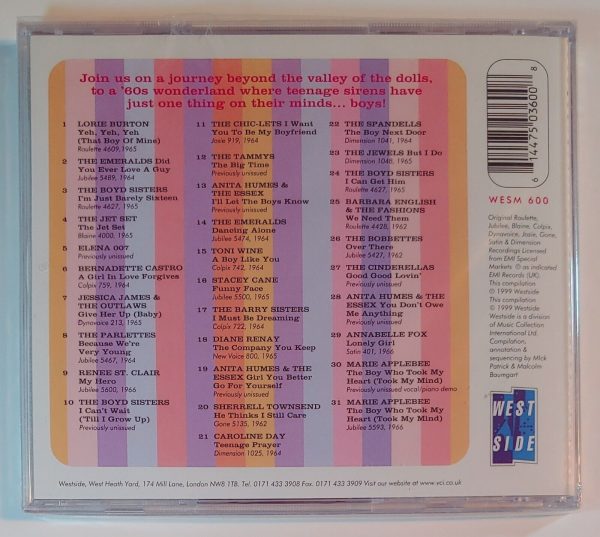 Join us on a journey beyond the valley of the dolls,
to a '60s wonderland where teenage sirens have
just one thing on their minds... boys!
1 LORIE BURTON
Yeh, Yeh, Yeh
(That Boy Of Mine)
Roulette 4609, 1965
2 THE EMERALDS Did
You Ever Love A Guy
Jubilee 5489, 1964
3 THE BOYD SISTERS
I'm Just Barely Sixteen
Roulette 4627, 1965
4 THE JET SET
The Jet Set
Blaine 4000, 1965
5 ELENA 007
Previously unissued
6 BERNADETTE CASTRO
A Girl In Love Forgives
Colpix 759, 1964
7 JESSICA JAMES &
THE OUTLAWS
Give Her Up (Baby)
Dynavoice 213, 1965
8 THE PARLETTES
Because We're
Very Young
Jubilee 5467, 1964
9 RENEE ST. CLAIR
My Hero
Jubilee 5600, 1966
10 THE BOYD SISTERS
I Can't Wait
('Till I Grow Up)
Previously unissued
11 THE CHIC-LETS I Want
You To Be My Boyfriend
Josie 919, 1964
12 THE TAMMYS
The Big Time
Previously unissued
13 ANITA HUMES &
THE ESSEX
I'll Let The Boys Know
Previously unissued
14 THE EMERALDS
Dancing Alone
Jubilee 5474, 1964
15 TONI WINE
A Boy Like You
Colpix 742, 1964
16 STACEY CANE
Funny Face
Jubilee 5500, 1965
17 THE BARRY SISTERS
I Must Be Dreaming
Colpix 722, 1964
18 DIANE RENAY
The Company You Keep
New Voice 800, 1965
19 ANITA HUMES & THE
ESSEX Girl You Better
Go For Yourself
Previously unissued
20 SHERRELL TOWNSEND
He Thinks I Still Care
Gone 5135, 1962
21 CAROLINE DAY
Teenage Prayer
Dimension 1025, 1964
22 THE SPANDELLS
The Boy Next Door
Dimension 1041, 1964
23 THE JEWELS But I Do
Dimension 1048, 1965
24 THE BOYD SISTERS
I Can Get Him
Roulette 4627, 1965
25 BARBARA ENGLISH
& THE FASHIONS
We Need Them
Roulette 4428, 1962
26 THE BOBBETTES
Over There
Jubilee 5427, 1962
27 THE CINDERELLAS
Good Good Lovin'
Previously unissued
28 ANITA HUMES & THE
ESSEX You Don't Owe
Me Anything
Previously unissued
29 ANNABELLE FOX
Lonely Girl
Satin 401, 1966
30 MARIE APPLEBEE
The Boy Who Took My
Heart (Took My Mind)
Previously unissued vocal/piano demo
31 MARIE APPLEBEE
The Boy Who Took My
Heart (Took My Mind)
Jubilee 5593, 1966
6 14475 03600 8
WESM 600
Original Roulette,
Jubilee, Blaine, Colpix,
Dynavoice, Josie, Gone,
Satin & Dimension
Recordings Licensed
from EMI Special
Markets ℗ as indicated
EMI Records (UK).
This compilation
℗ 1999 Westside
This compilation
© 1999 Westside
Westside is a division
of Music Collection
International Ltd.
Compilation,
annotation &
sequencing by Mick
Patrick & Malcolm
Baumgart
WEST
SIDE
Westside, West Heath Yard, 174 Mill Lane, London NW6 1TB. Tel. 0171 433 3908 Fax. 0171 433 3909 Visit our website at www.vci.co.uk